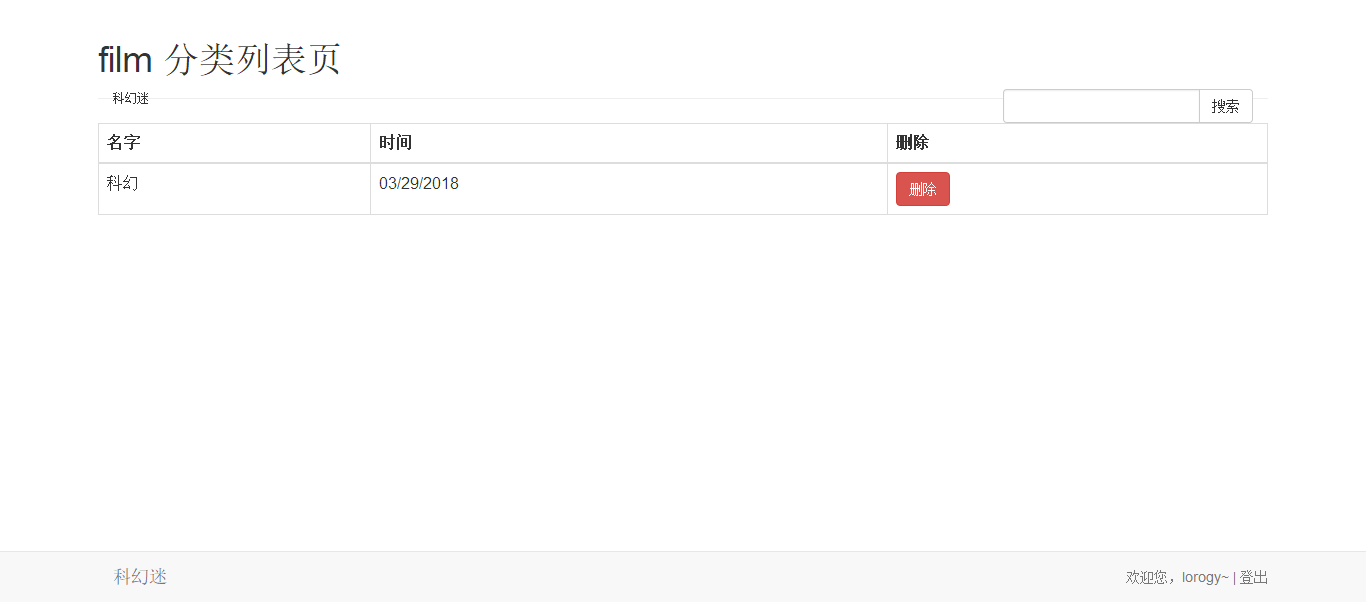 film 分类列表页
科幻迷 搜索
名字 时间 删除
科幻 03/29/2018 删除
科幻迷 欢迎您，lorogy~ | 登出